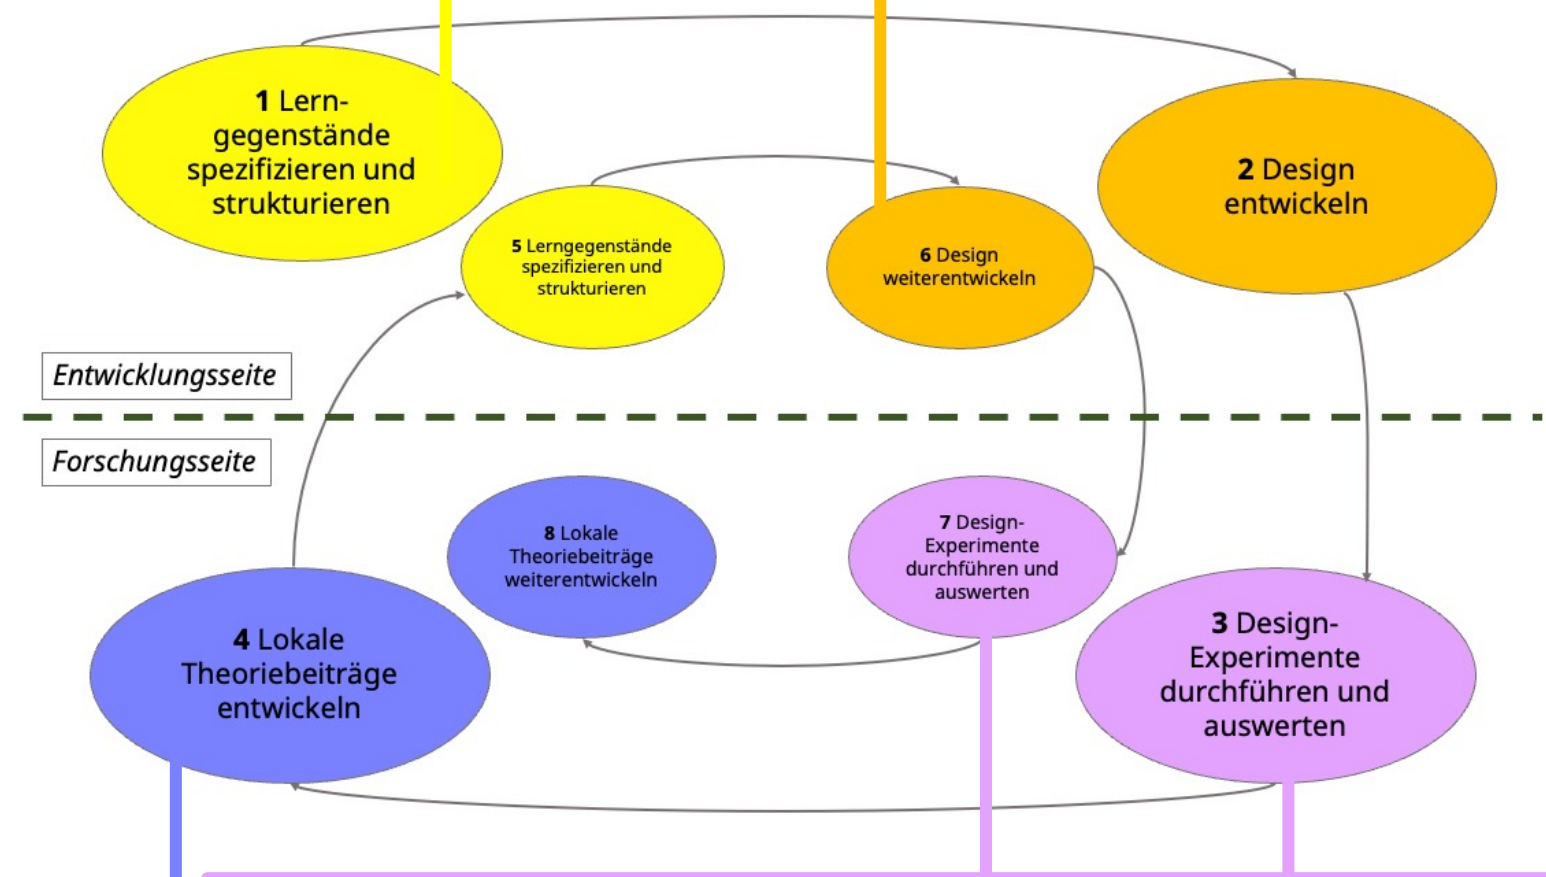 1 Lern-
gegenstände
spezifizieren und
strukturieren
2 Design
entwickeln
5 Lerngegenstände
spezifizieren und
strukturieren
6 Design
weiterentwickeln
Entwicklungsseite
Forschungsseite
8 Lokale
Theoriebeiträge
weiterentwickeln
7 Design-
Experimente
durchführen und
auswerten
4 Lokale
Theoriebeiträge
entwickeln
3 Design-
Experimente
durchführen und
auswerten